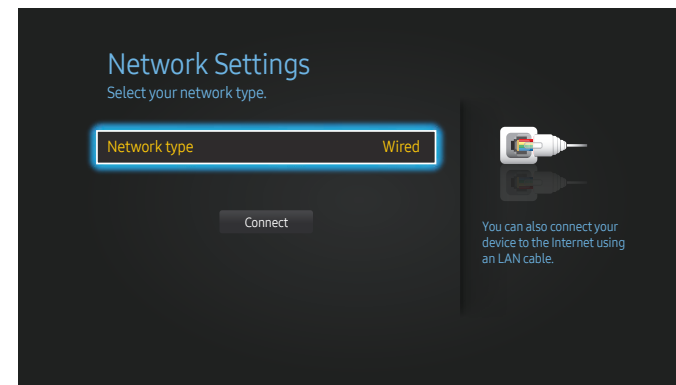 Network Settings
Select your network type.
Network type Wired
Connect
You can also connect your
device to the Internet using
an LAN cable.